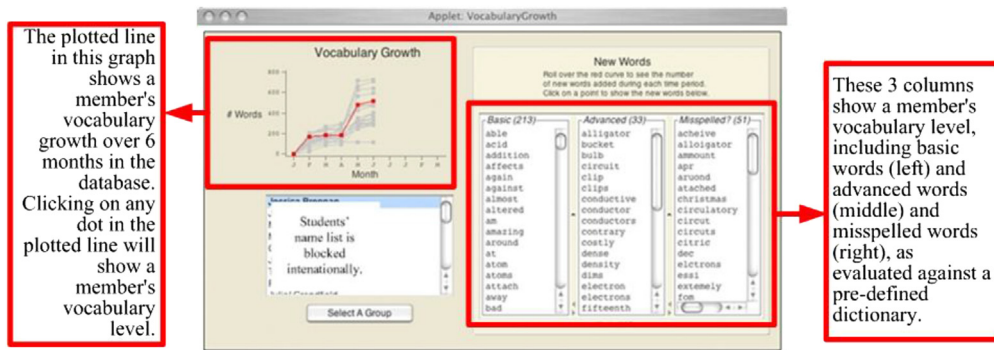 The plotted line
in this graph
shows a
member's
vocabulary
growth over 6
months in the
database.
Clicking on any
dot in the
plotted line will
show a
member's
vocabulary
level.
Applet: VocabularyGrowth
Vocabulary Growth
# Words
800
600
400
200
0
J F M A M J J J J J
Month
Students'
name list is
blocked
intenationally.
Select A Group
New Words
Roll over the red curve to see the number
of new words added during each time period.
Click on a point to show the new words below.
Basic (213)
able
acid
addition
affects
again
against
almost
altered
am
amazing
around
at
atom
atoms
attach
away
bad
Advanced (33)
alligator
bucket
bulb
circuit
clip
clips
conductive
conductor
conductors
contrary
costly
dense
density
dims
electron
electrons
fifteenth
Misspelled? (51)
acheive
alloigator
ammount
apr
aruond
atached
christmas
circulatory
circut
circuts
citric
dec
elctrons
essi
extemely
fom
These 3 columns
show a member's
vocabulary level,
including basic
words (left) and
advanced words
(middle) and
misspelled words
(right), as
evaluated against a
pre-defined
dictionary.